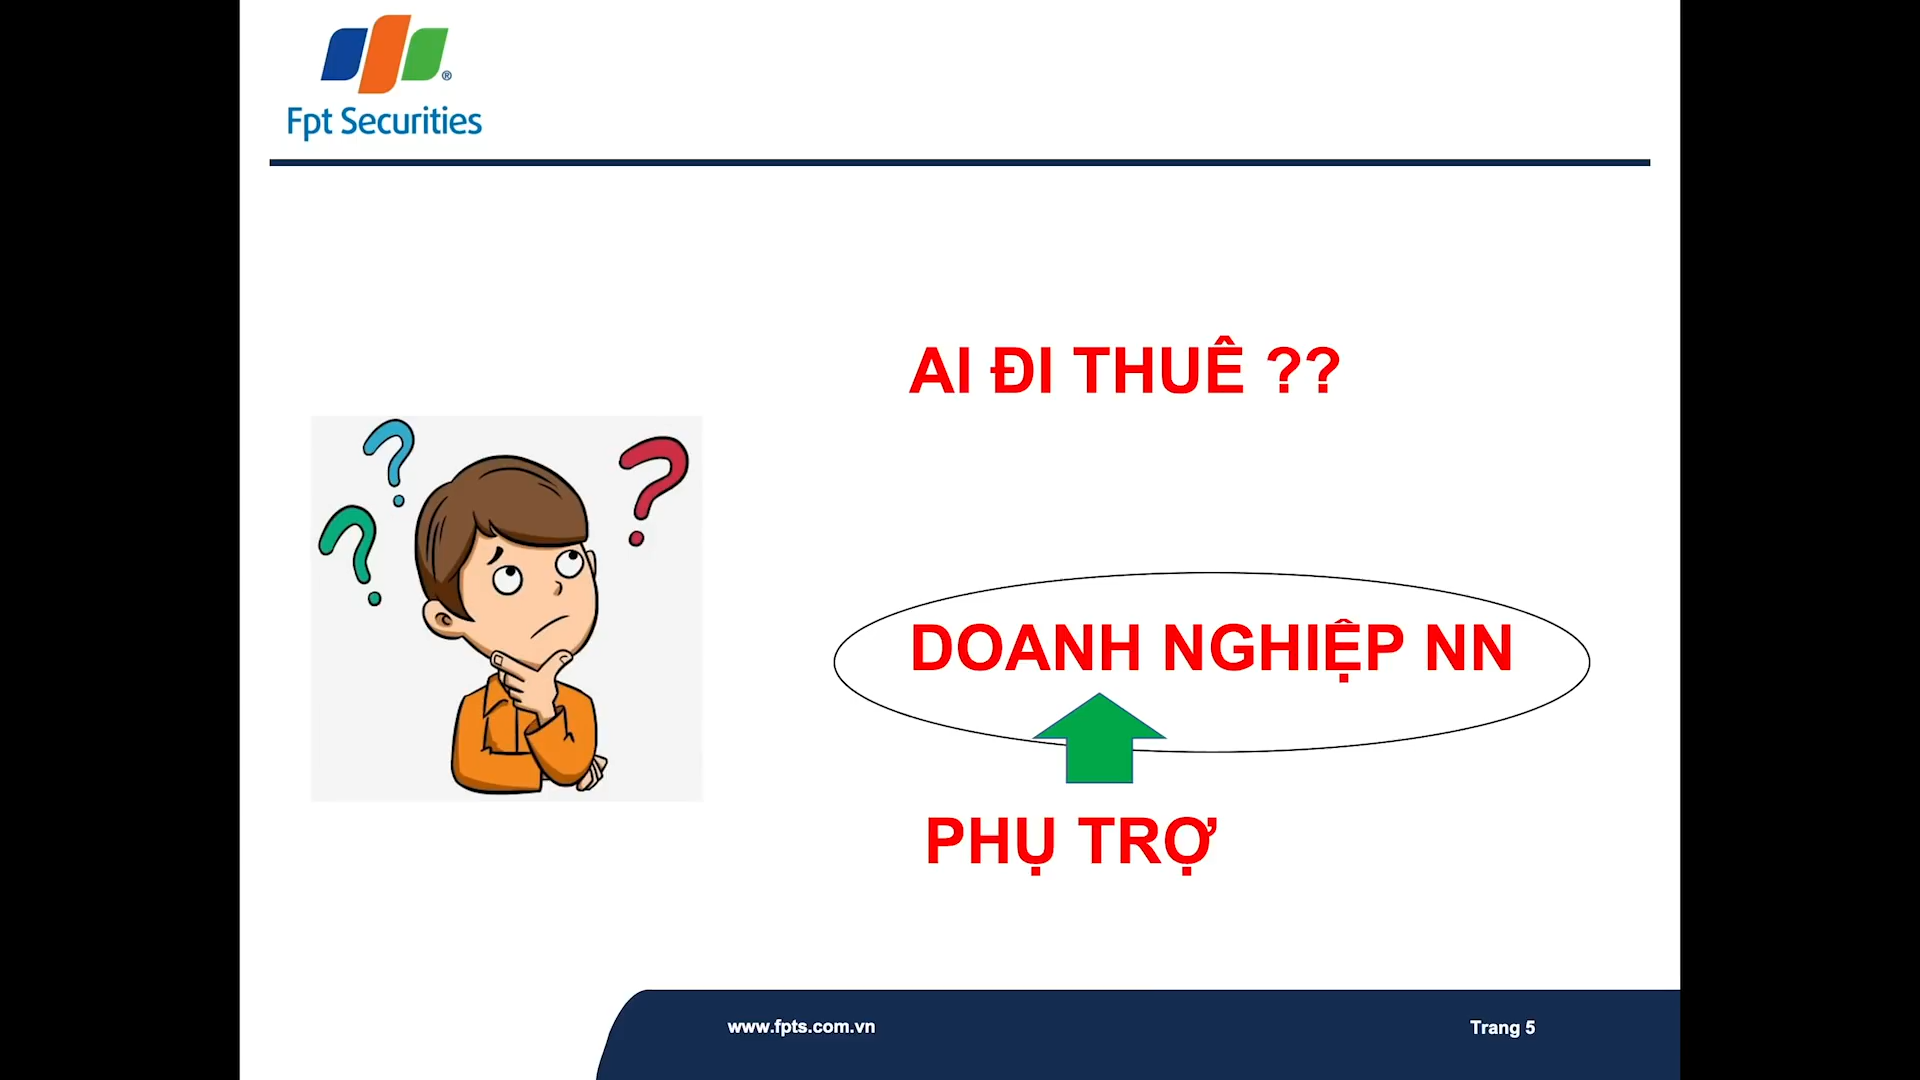 Fpt Securities
AI ĐI THUÊ ??
DOANH NGHIỆP NN
PHỤ TRỢ
www.fpts.com.vn
Trang 5